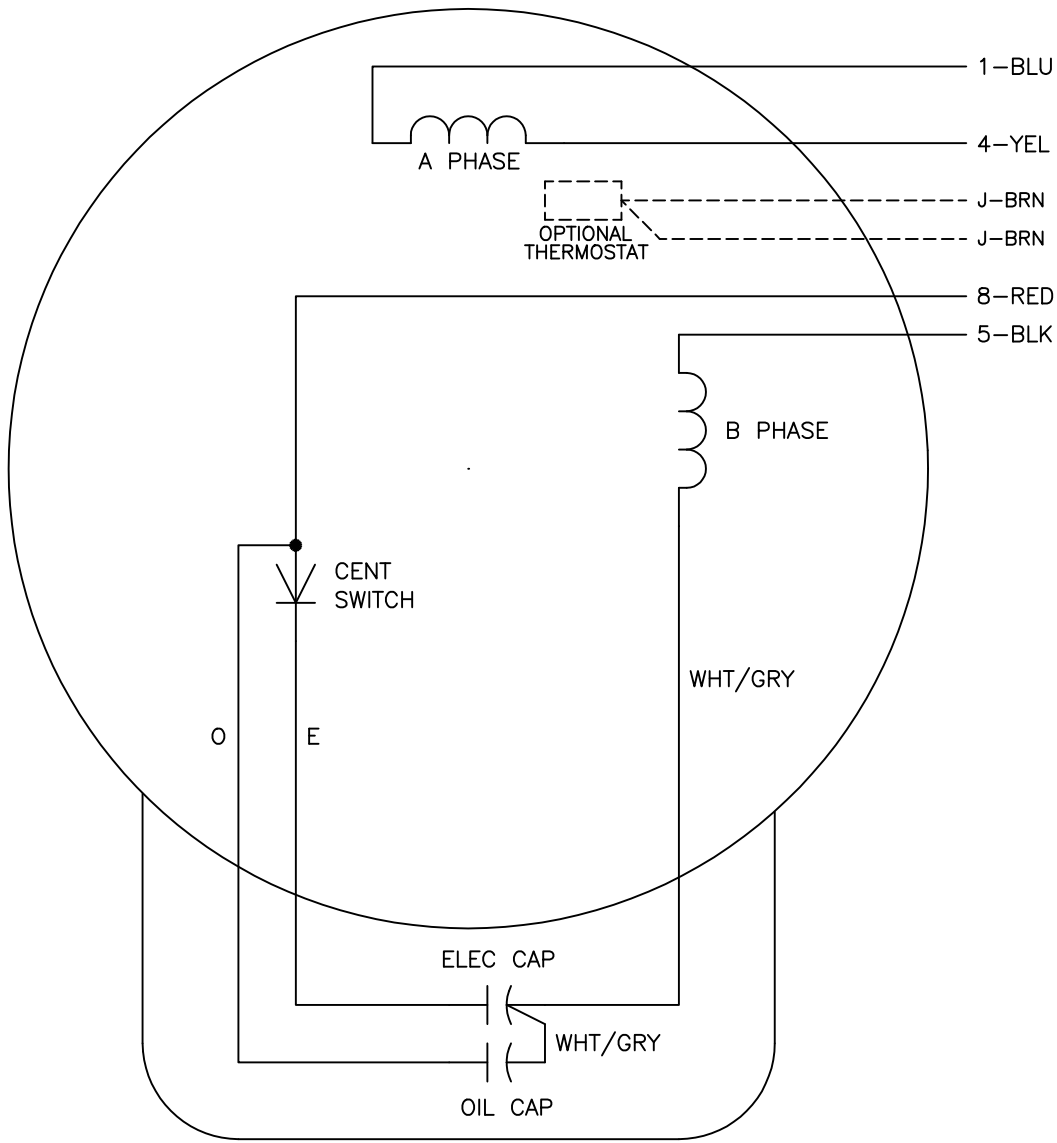 1-BLU
4-YEL
A PHASE
J-BRN
OPTIONAL
THERMOSTAT
J-BRN
8-RED
5-BLK
B PHASE
CENT
SWITCH
WHT/GRY
O
E
ELEC CAP
WHT/GRY
OIL CAP